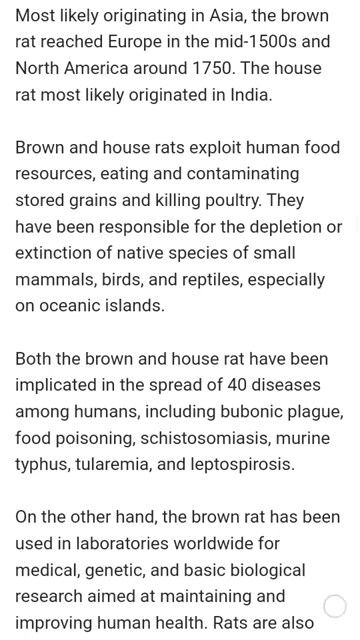 Most likely originating in Asia, the brown
rat reached Europe in the mid-1500s and
North America around 1750. The house
rat most likely originated in India.
Brown and house rats exploit human food
resources, eating and contaminating
stored grains and killing poultry. They
have been responsible for the depletion or
extinction of native species of small
mammals, birds, and reptiles, especially
on oceanic islands.
Both the brown and house rat have been
implicated in the spread of 40 diseases
among humans, including bubonic plague,
food poisoning, schistosomiasis, murine
typhus, tularemia, and leptospirosis.
On the other hand, the brown rat has been
used in laboratories worldwide for
medical, genetic, and basic biological
research aimed at maintaining and
improving human health. Rats are also